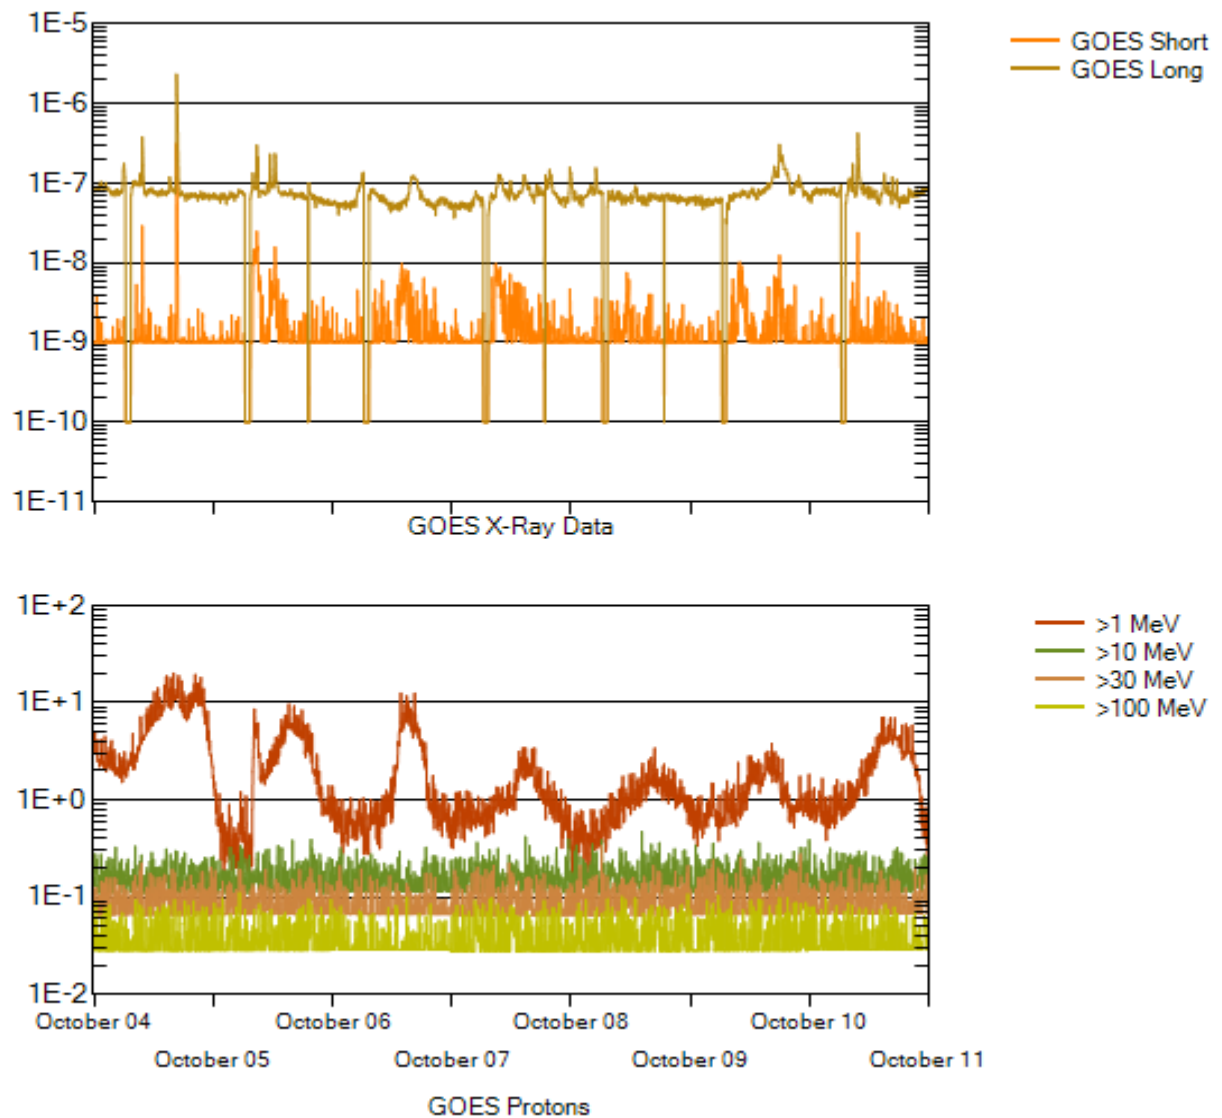 1E-5
1E-6
1E-7
1E-8
1E-9
1E-10
1E-11
GOES Short
GOES Long
GOES X-Ray Data
1E+2
1E+1
1E+0
1E-1
1E-2
>1 MeV
>10 MeV
>30 MeV
>100 MeV
October 04
October 06
October 08
October 10
October 05
October 07
October 09
October 11
GOES Protons